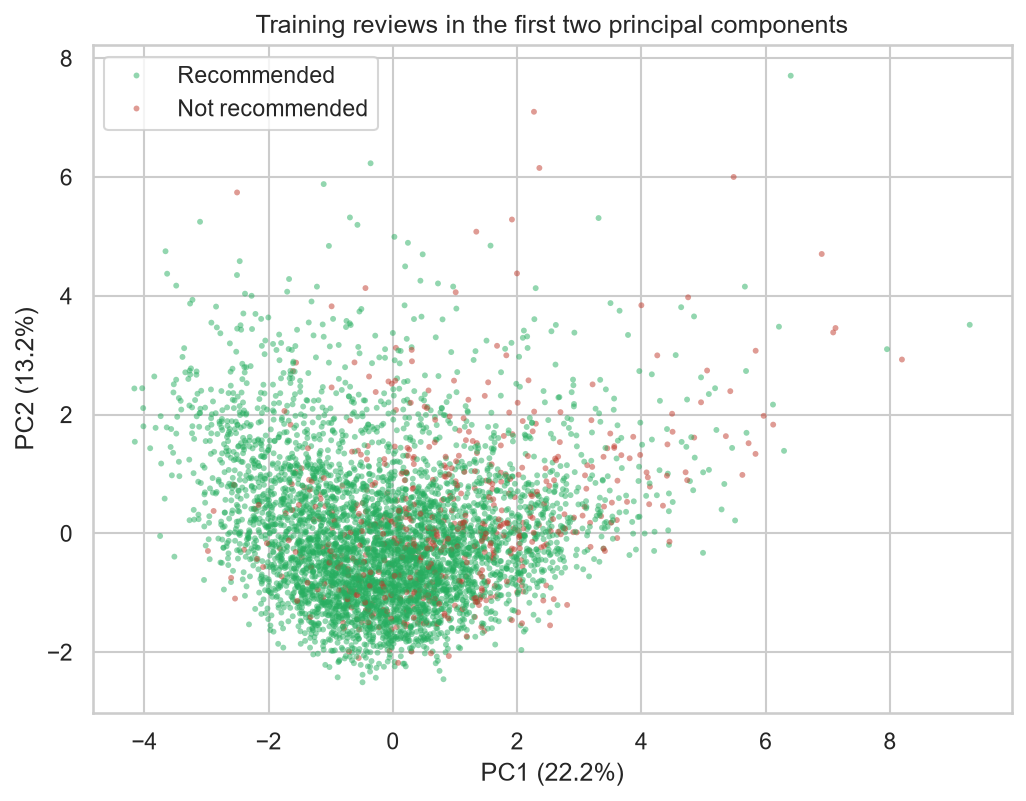 Training reviews in the first two principal components
Recommended
Not recommended
8
6
4
2
0
−2
PC2 (13.2%)
−4 −2 0 2 4 6 8
PC1 (22.2%)